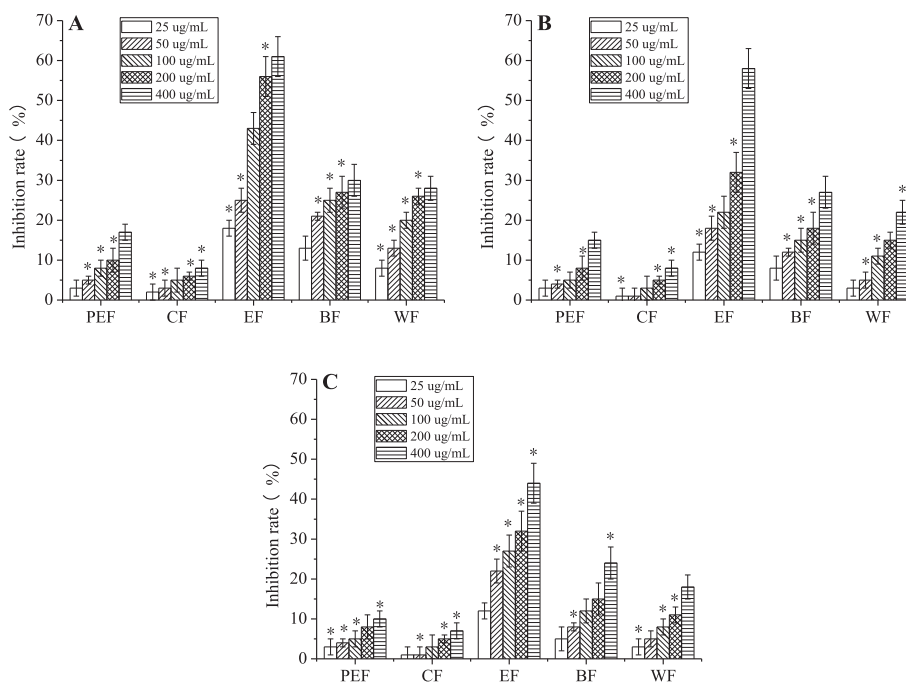 A
70
60
50
40
30
20
10
0
Inhibition rate ( %)
25 ug/mL
50 ug/mL
100 ug/mL
200 ug/mL
400 ug/mL
* * *
* * *
* * *
* * *
* * * *
PEF CF EF BF WF
B
70
60
50
40
30
20
10
0
Inhibition rate ( %)
25 ug/mL
50 ug/mL
100 ug/mL
200 ug/mL
400 ug/mL
* *
* * *
* * *
* * *
* * *
PEF CF EF BF WF
C
70
60
50
40
30
20
10
0
Inhibition rate ( %)
25 ug/mL
50 ug/mL
100 ug/mL
200 ug/mL
400 ug/mL
* * * *
* * *
* * * *
* *
* * *
PEF CF EF BF WF